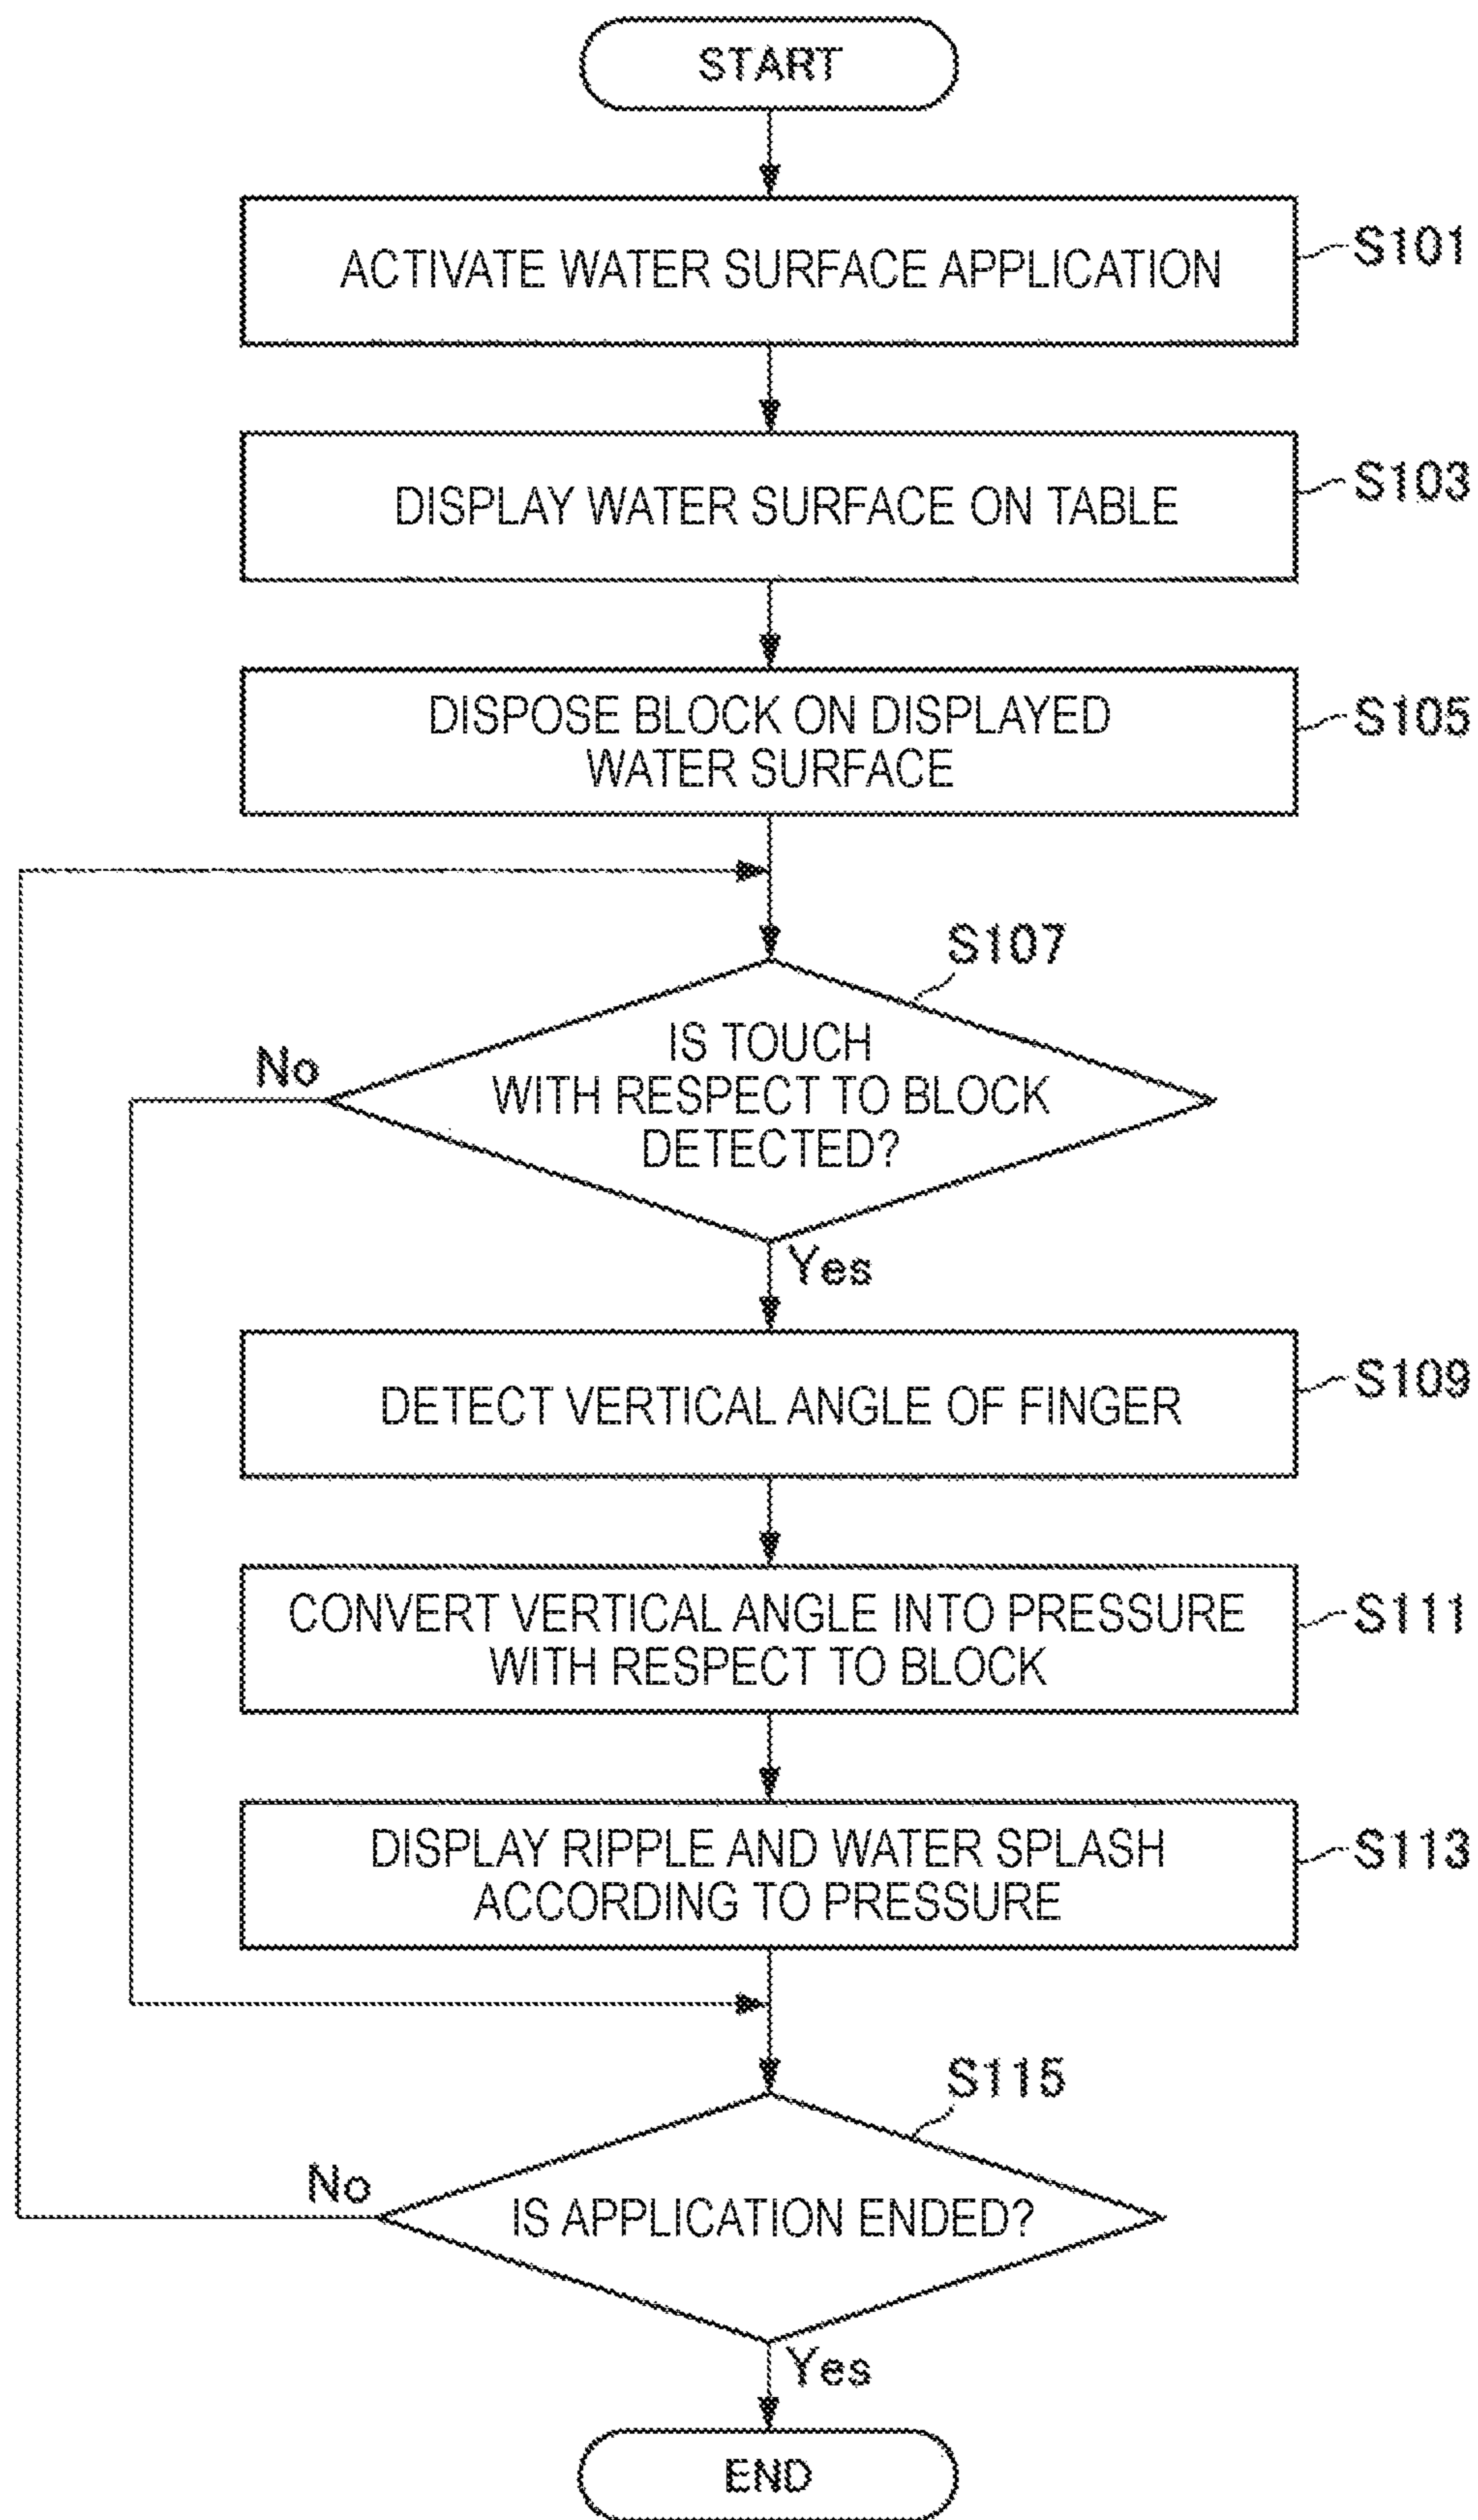 START
ACTIVATE WATER SURFACE APPLICATION
S101
DISPLAY WATER SURFACE ON TABLE
S103
DISPOSE BLOCK ON DISPLAYED
WATER SURFACE
S105
S107
IS TOUCH
WITH RESPECT TO BLOCK
DETECTED?
No
Yes
DETECT VERTICAL ANGLE OF FINGER
S109
CONVERT VERTICAL ANGLE INTO PRESSURE
WITH RESPECT TO BLOCK
S111
DISPLAY RIPPLE AND WATER SPLASH
ACCORDING TO PRESSURE
S113
S115
IS APPLICATION ENDED?
No
Yes
END